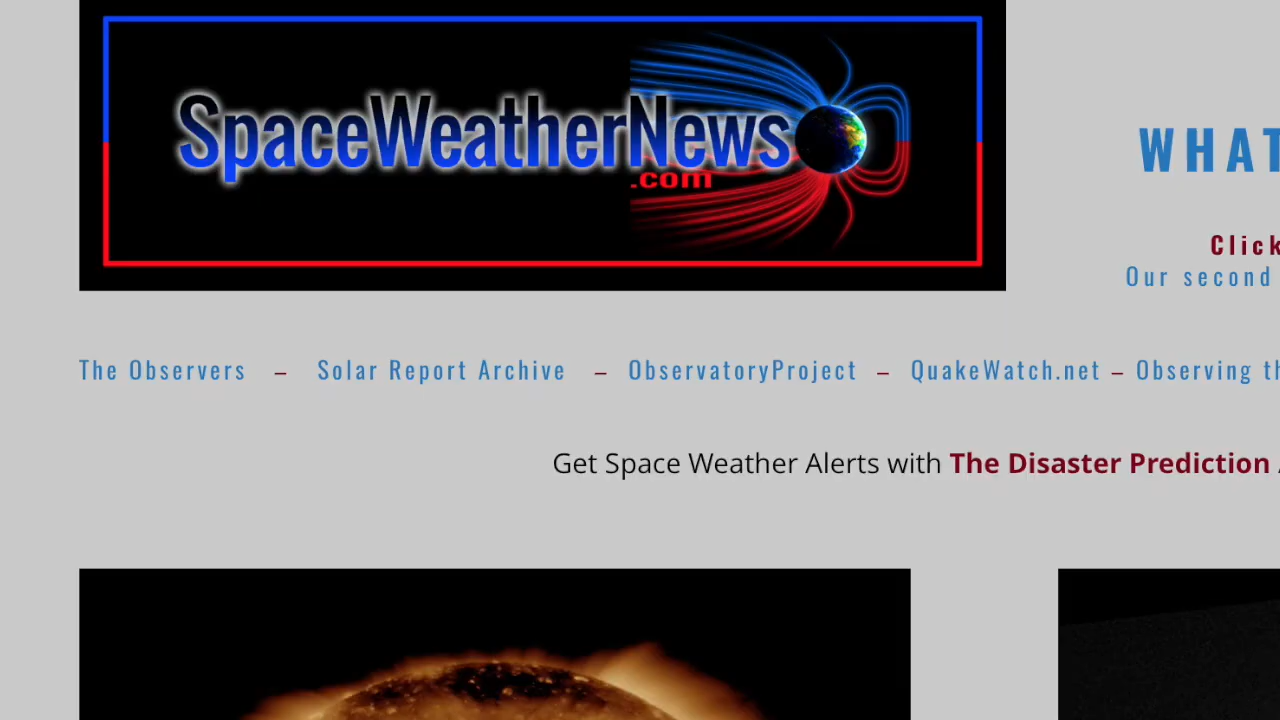 SpaceWeatherNews
.com
WHAT
Click
Our second
The Observers – Solar Report Archive – ObservatoryProject – QuakeWatch.net – Observing th
Get Space Weather Alerts with The Disaster Prediction